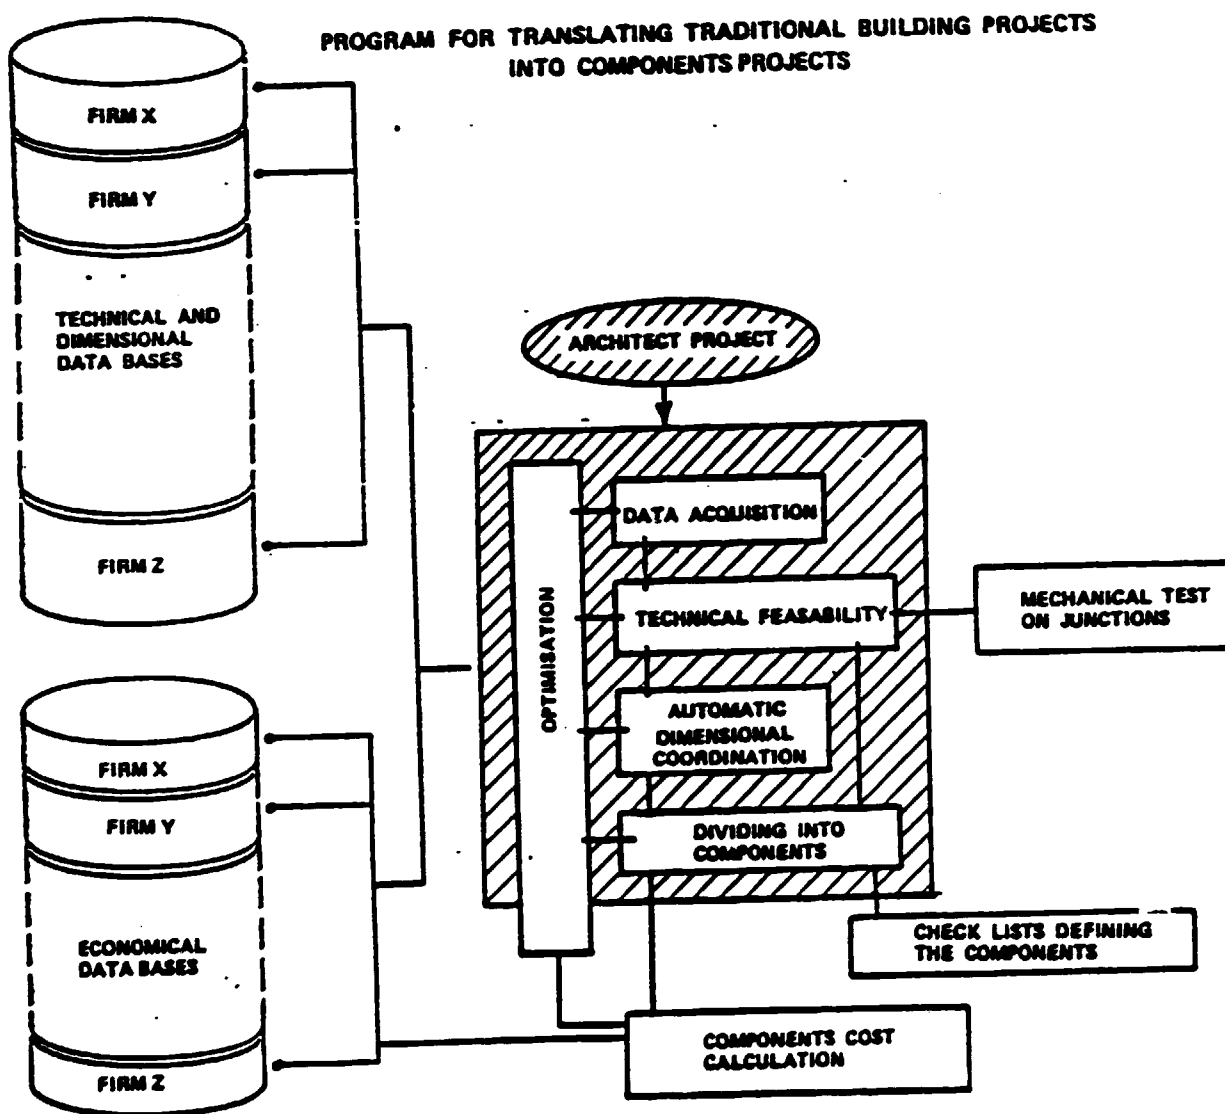 PROGRAM FOR TRANSLATING TRADITIONAL BUILDING PROJECTS
INTO COMPONENTS PROJECTS
FIRM X
FIRM Y
TECHNICAL AND
DIMENSIONAL
DATA BASES
FIRM Z
ARCHITECT PROJECT
OPTIMISATION
DATA ACQUISITION
TECHNICAL FEASABILITY
MECHANICAL TEST
ON JUNCTIONS
AUTOMATIC
DIMENSIONAL
COORDINATION
DIVIDING INTO
COMPONENTS
CHECK LISTS DEFINING
THE COMPONENTS
FIRM X
FIRM Y
ECONOMICAL
DATA BASES
FIRM Z
COMPONENTS COST
CALCULATION